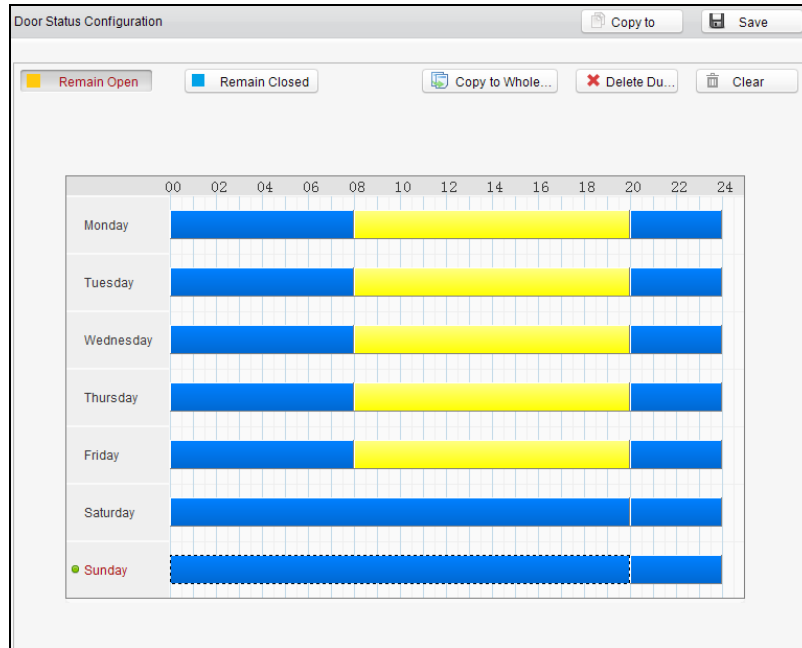 Door Status Configuration Copy to Save
Remain Open Remain Closed Copy to Whole... Delete Du... Clear
00 02 04 06 08 10 12 14 16 18 20 22 24
Monday
Tuesday
Wednesday
Thursday
Friday
Saturday
Sunday